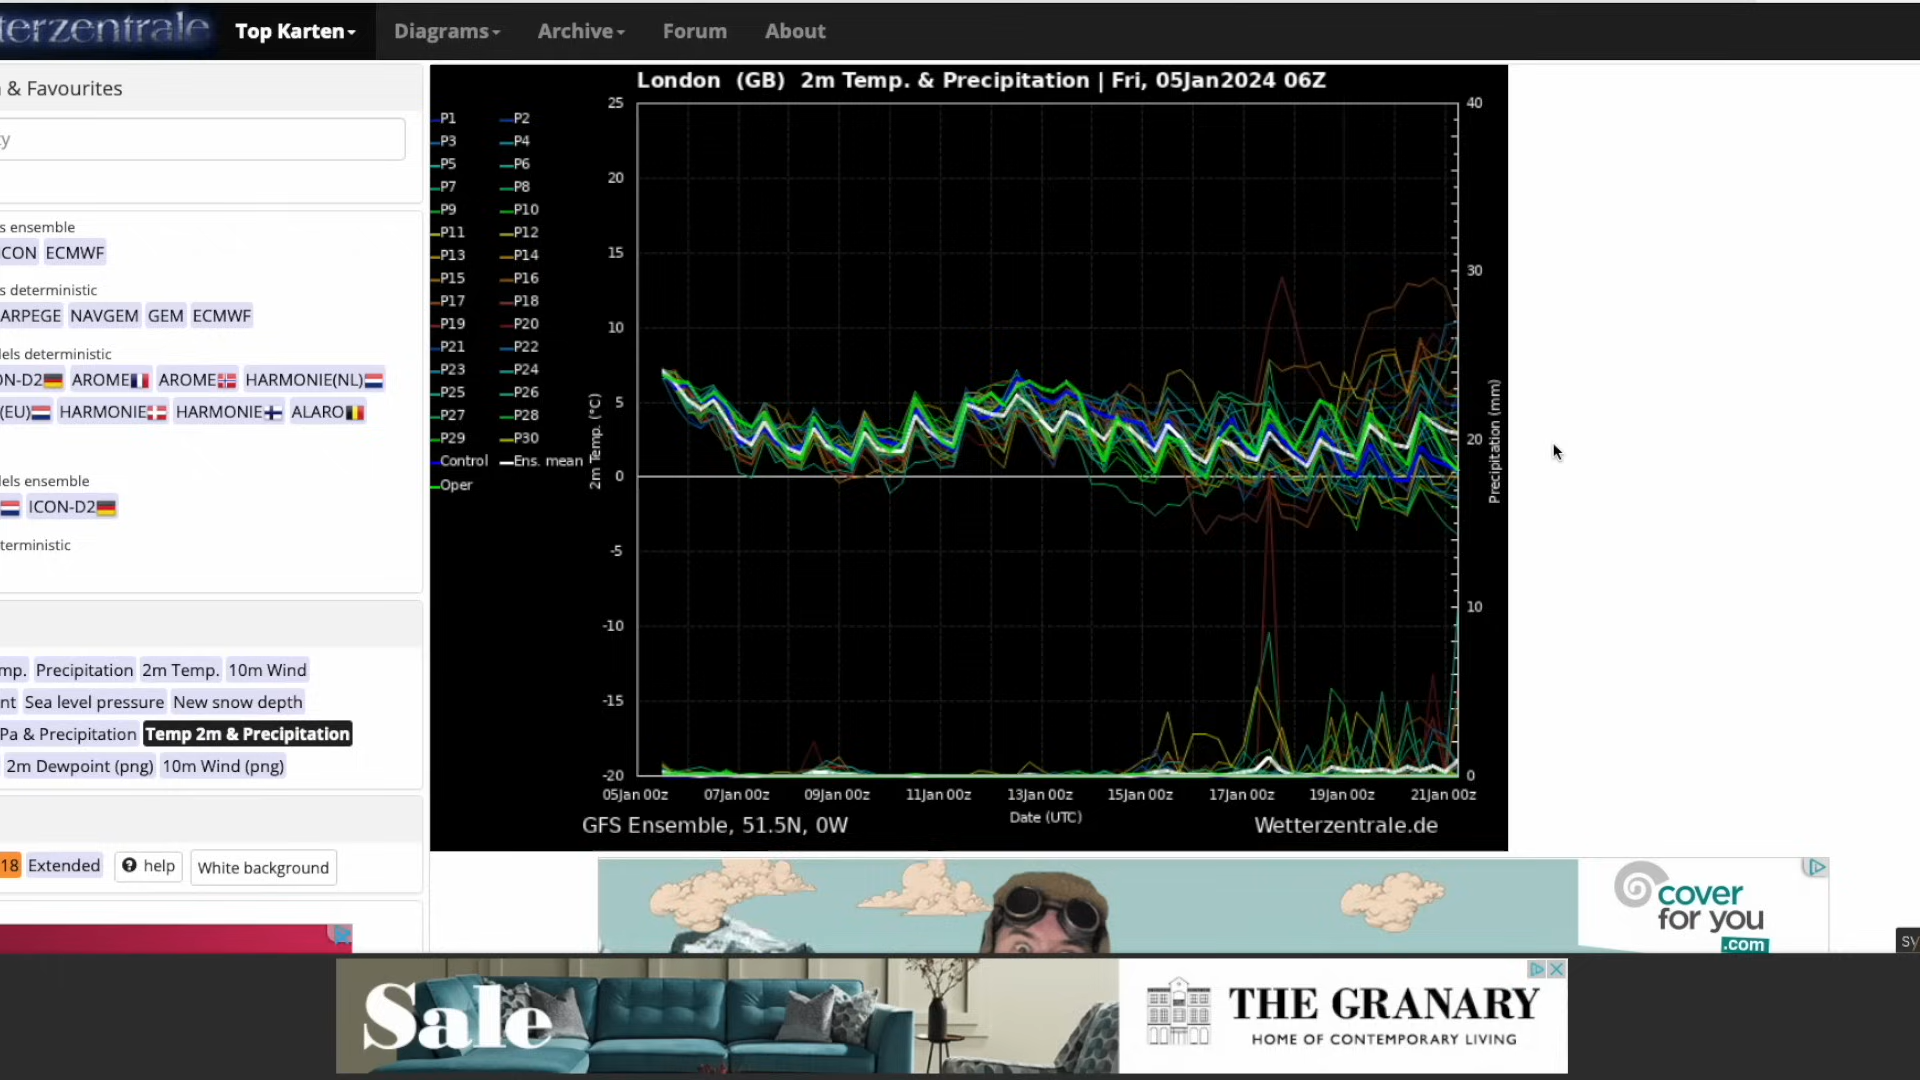 terzentrale
Top Karten
Diagrams
Archive
Forum
About
& Favourites
y
s ensemble
CON ECMWF
s deterministic
ARPEGE NAVGEM GEM ECMWF
els deterministic
ON-D2 AROME AROME HARMONIE(NL)
(EU) HARMONIE HARMONIE ALARO
els ensemble
ICON-D2
terministic
mp. Precipitation 2m Temp. 10m Wind
nt Sea level pressure New snow depth
Pa & Precipitation Temp 2m & Precipitation
2m Dewpoint (png) 10m Wind (png)
18 Extended help White background
London (GB) 2m Temp. & Precipitation | Fri, 05Jan2024 06Z
P1 P2
P3 P4
P5 P6
P7 P8
P9 P10
P11 P12
P13 P14
P15 P16
P17 P18
P19 P20
P21 P22
P23 P24
P25 P26
P27 P28
P29 P30
Control Ens. mean
Oper
2m Temp. (°C)
25
20
15
10
5
0
-5
-10
-15
-20
40
30
20
10
0
Precipitation (mm)
05Jan 00z 07Jan 00z 09Jan 00z 11Jan 00z 13Jan 00z 15Jan 00z 17Jan 00z 19Jan 00z 21Jan 00z
Date (UTC)
GFS Ensemble, 51.5N, 0W
Wetterzentrale.de
cover
for you
.com
sy
Sale
THE GRANARY
HOME OF CONTEMPORARY LIVING